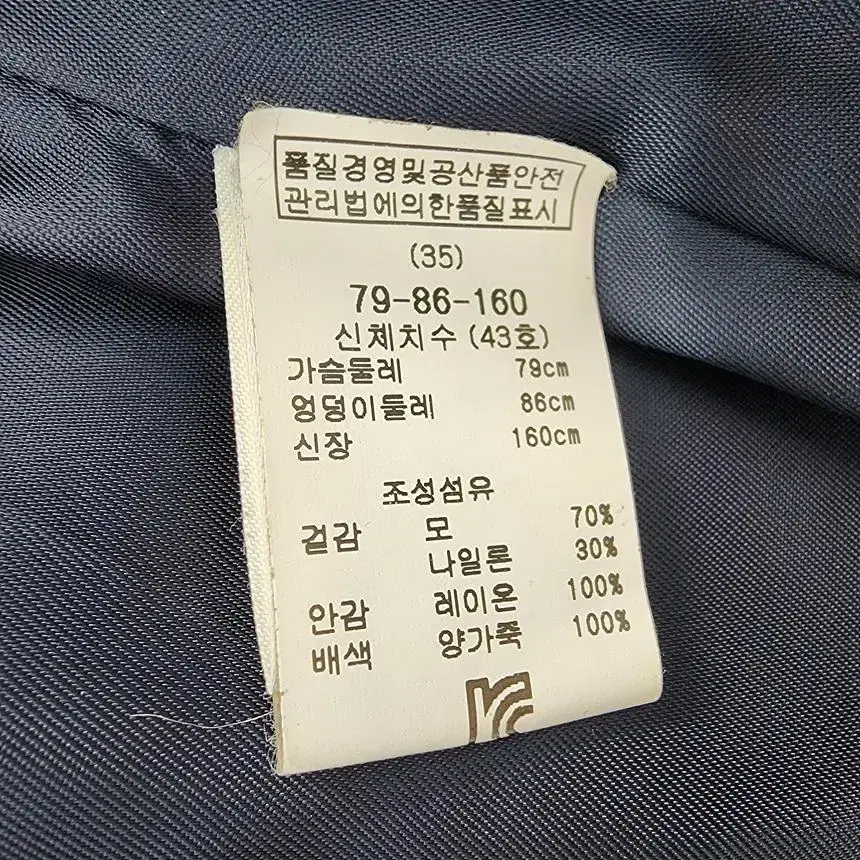 품질경영및공산품안전
관리법에의한품질표시
(35)
79-86-160
신체치수 (43호)
가슴둘레 79cm
엉덩이둘레 86cm
신장 160cm
조성섬유
겉감 모 70%
나일론 30%
안감 레이온 100%
배색 양가죽 100%